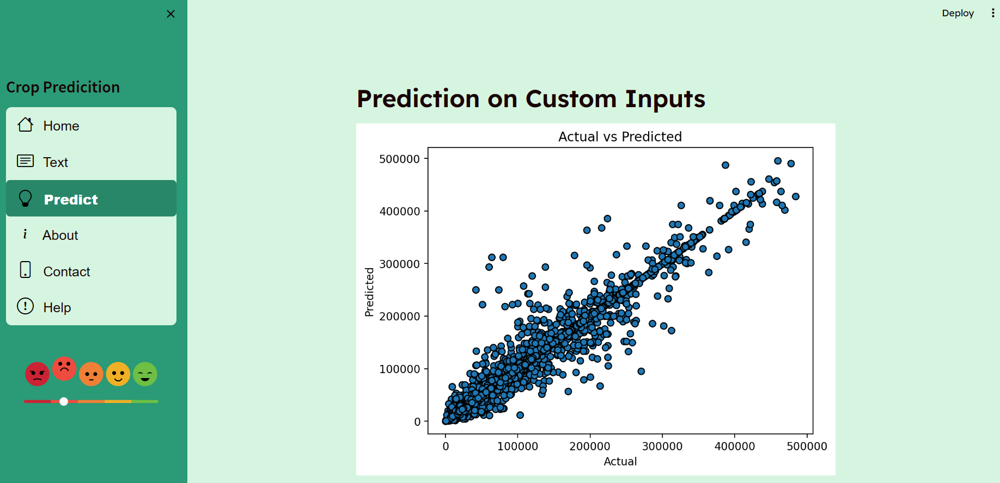 Deploy
Crop Predicition
Home
Text
Predict
i About
Contact
Help
Prediction on Custom Inputs
Actual vs Predicted
500000
400000
300000
200000
100000
0
Predicted
0 100000 200000 300000 400000 500000
Actual